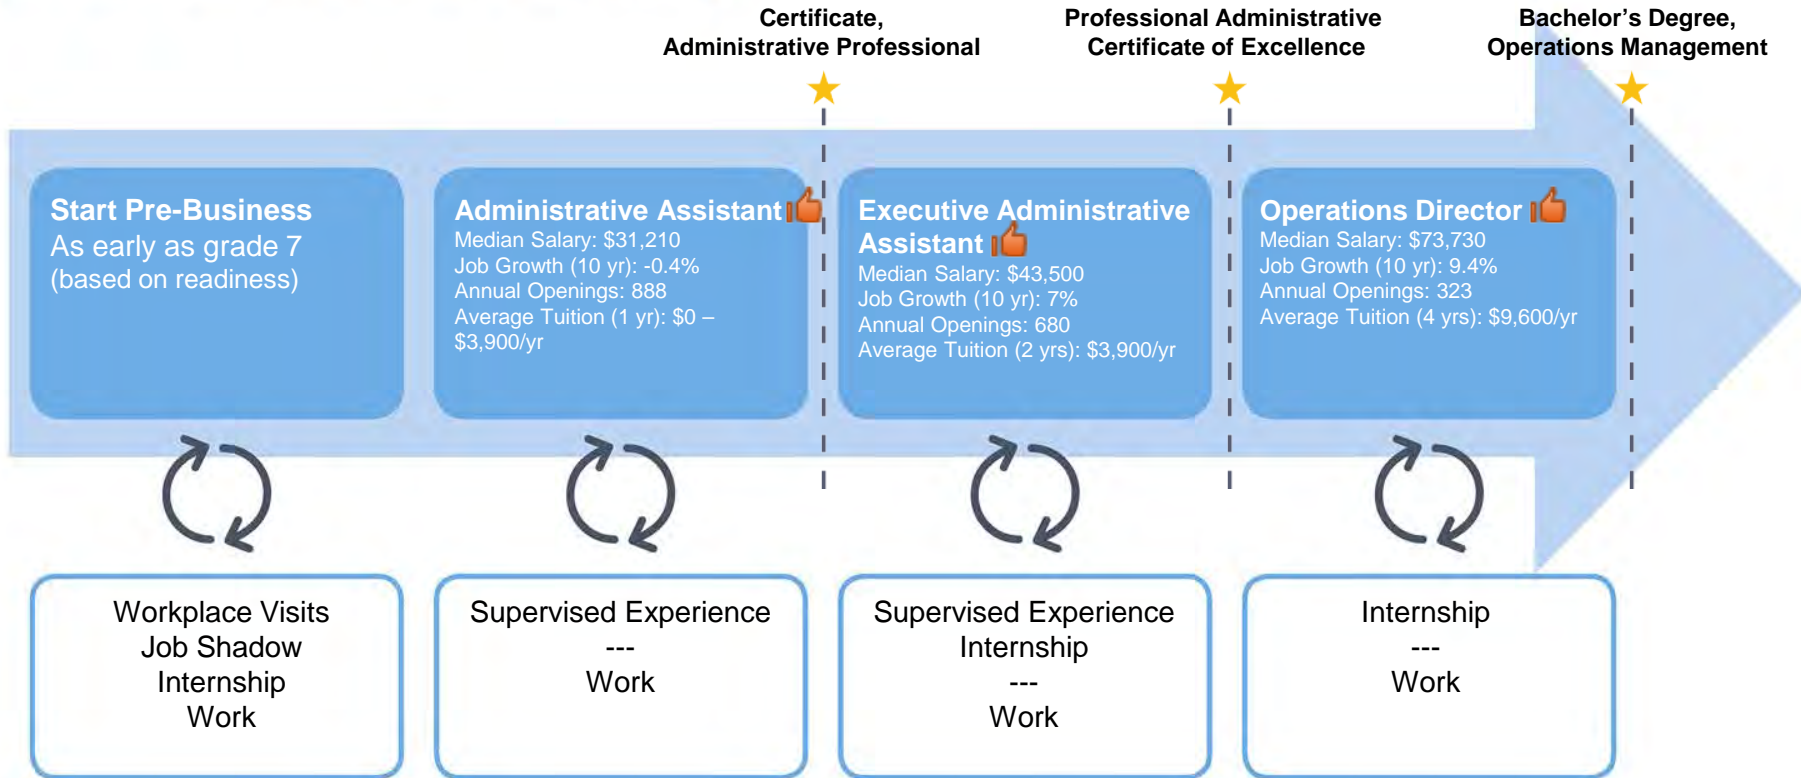 Certificate,
Administrative Professional
Professional Administrative
Certificate of Excellence
Bachelor’s Degree,
Operations Management
Start Pre-Business
As early as grade 7
(based on readiness)
Administrative Assistant
Median Salary: $31,210
Job Growth (10 yr): -0.4%
Annual Openings: 888
Average Tuition (1 yr): $0 –
$3,900/yr
Executive Administrative
Assistant
Median Salary: $43,500
Job Growth (10 yr): 7%
Annual Openings: 680
Average Tuition (2 yrs): $3,900/yr
Operations Director
Median Salary: $73,730
Job Growth (10 yr): 9.4%
Annual Openings: 323
Average Tuition (4 yrs): $9,600/yr
Workplace Visits
Job Shadow
Internship
Work
Supervised Experience
---
Work
Supervised Experience
Internship
---
Work
Internship
---
Work